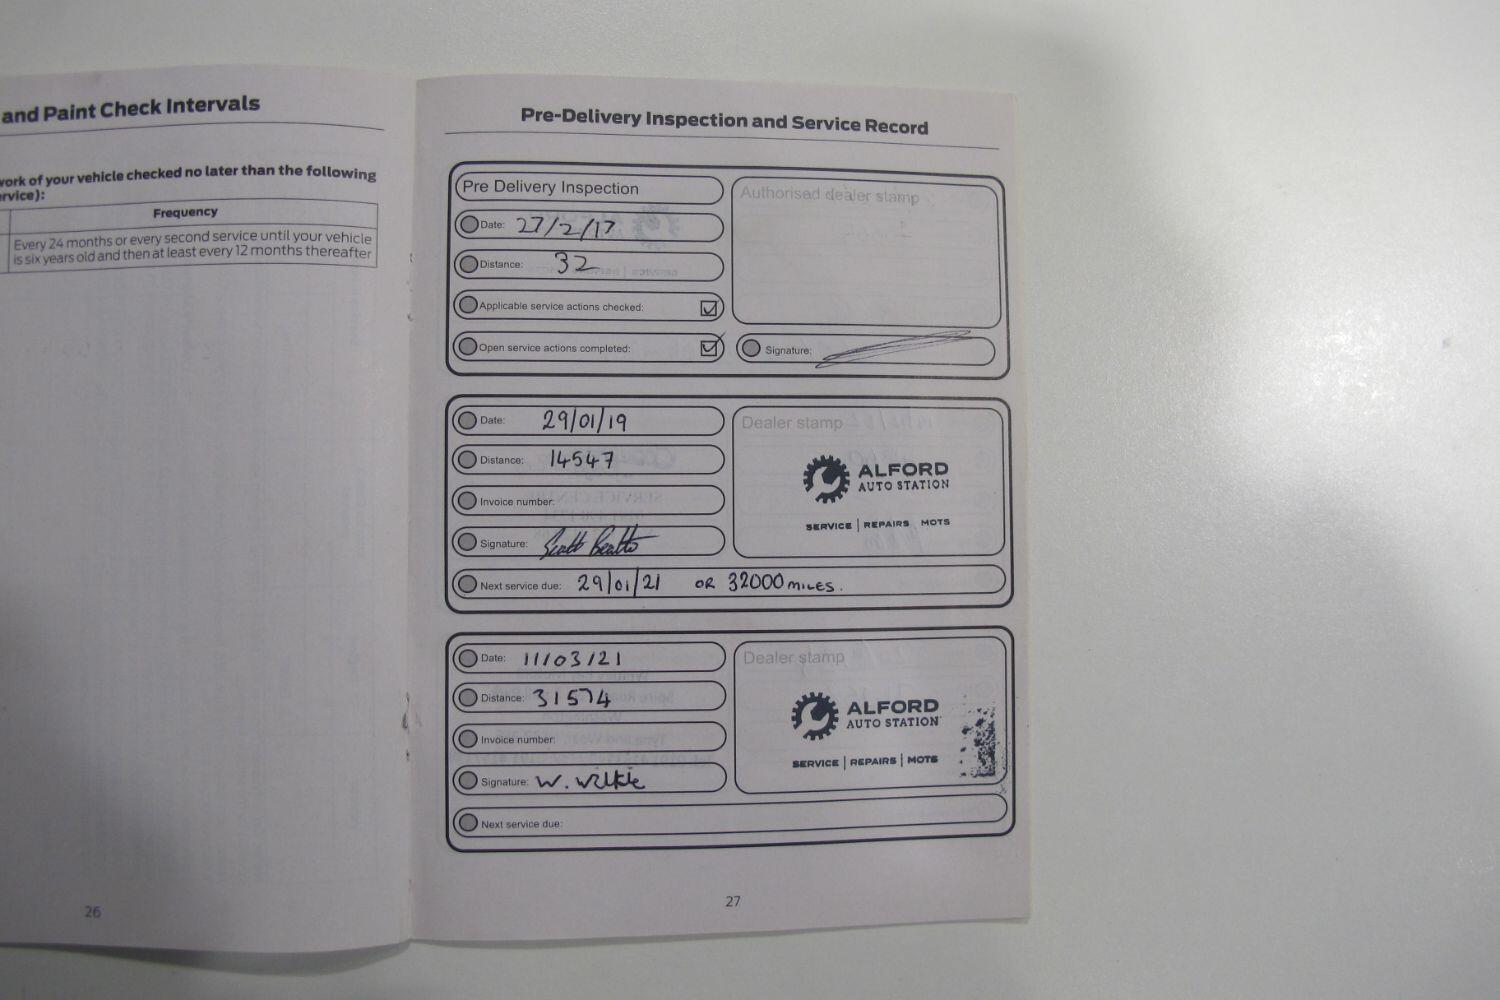 and Paint Check Intervals
work of your vehicle checked no later than the following
ervice):
Frequency
Every 24 months or every second service until your vehicle
is six years old and then at least every 12 months thereafter
26
Pre-Delivery Inspection and Service Record
Pre Delivery Inspection
Date: 27/2/17
Distance: 32
Applicable service actions checked:
Open service actions completed:
Authorised dealer stamp
Signature:
Date: 29/01/19
Distance: 14547
Invoice number:
Signature: Scott Beatto
Next service due: 29/01/21 OR 32000 MILES.
Dealer stamp
ALFORD
AUTO STATION
SERVICE | REPAIRS MOTS
Date: 11/03/21
Distance: 31574
Invoice number:
Signature: W. Wilkie
Next service due:
Dealer stamp
ALFORD
AUTO STATION
SERVICE | REPAIRS | MOTS
27